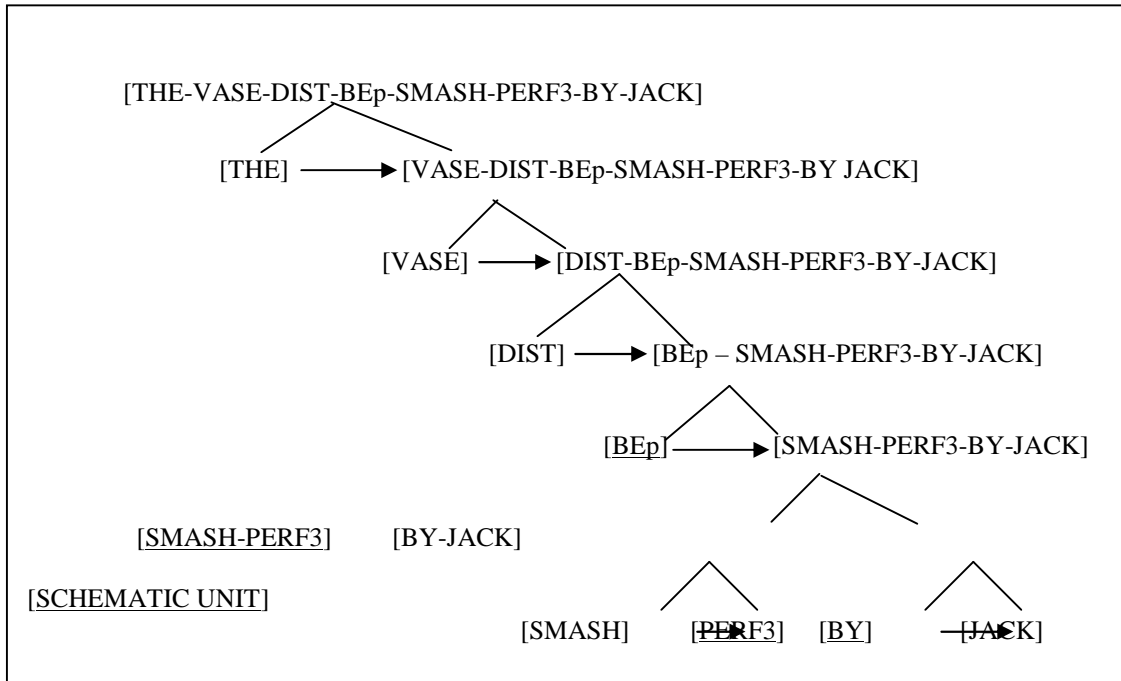 [THE-VASE-DIST-BEp-SMASH-PERF3-BY-JACK]
[THE] [VASE-DIST-BEp-SMASH-PERF3-BY JACK]
[VASE] [DIST-BEp-SMASH-PERF3-BY-JACK]
[DIST] [BEp – SMASH-PERF3-BY-JACK]
[BEp] [SMASH-PERF3-BY-JACK]
[SMASH-PERF3] [BY-JACK]
[SCHEMATIC UNIT]
[SMASH] [PERF3] [BY] [JACK]